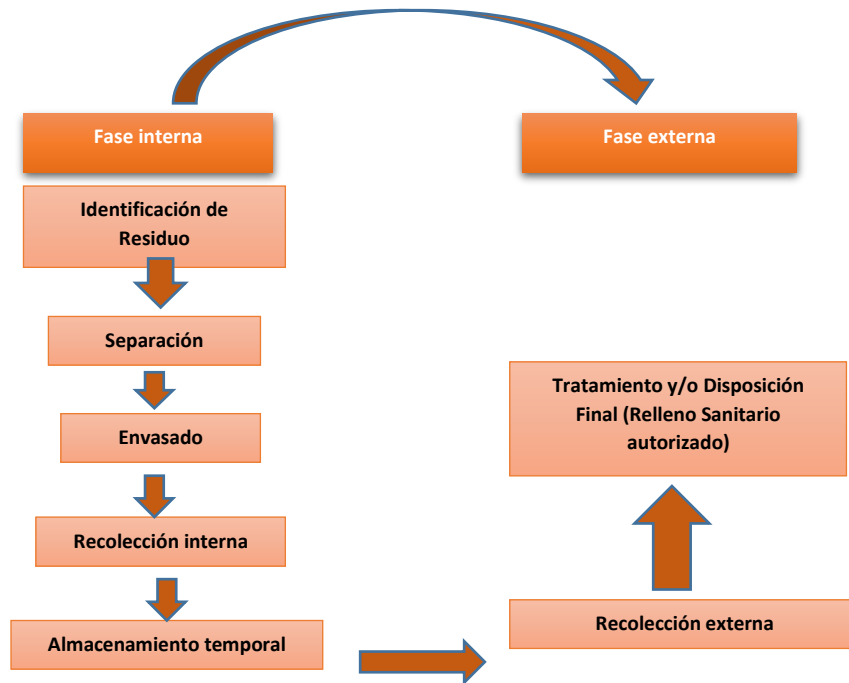 Fase interna
Fase externa
Identificación de
Residuo
Separación
Envasado
Recolección interna
Almacenamiento temporal
Tratamiento y/o Disposición
Final (Relleno Sanitario
autorizado)
Recolección externa